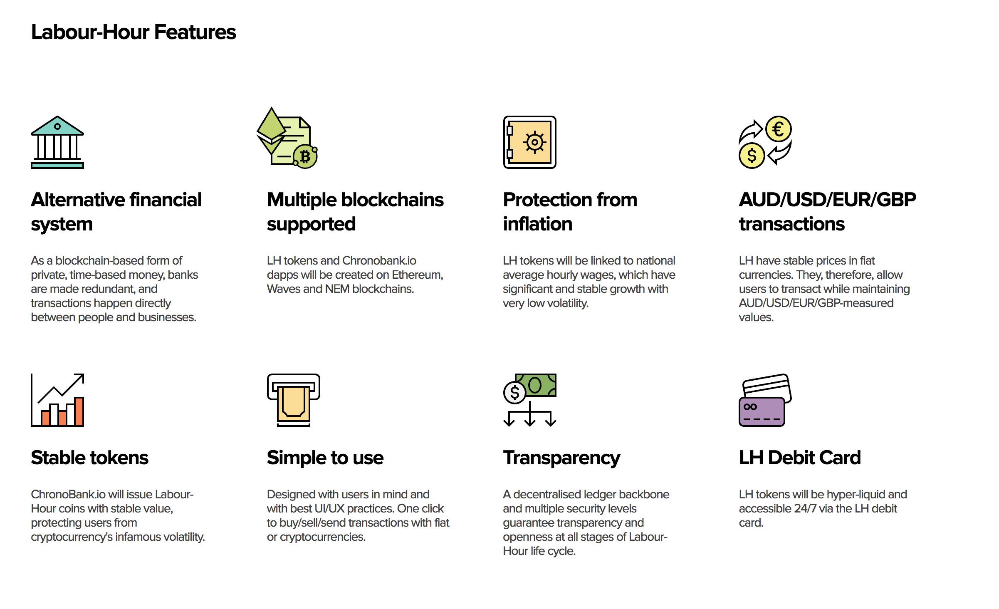 Labour-Hour Features
Alternative financial
system
As a blockchain-based form of
private, time-based money, banks
are made redundant, and
transactions happen directly
between people and businesses.
Multiple blockchains
supported
LH tokens and Chronobank.io
dapps will be created on Ethereum,
Waves and NEM blockchains.
Protection from
inflation
LH tokens will be linked to national
average hourly wages, which have
significant and stable growth with
very low volatility.
€
$
AUD/USD/EUR/GBP
transactions
LH have stable prices in fiat
currencies. They, therefore, allow
users to transact while maintaining
AUD/USD/EUR/GBP-measured
values.
Stable tokens
ChronoBank.io will issue Labour-
Hour coins with stable value,
protecting users from
cryptocurrency's infamous volatility.
Simple to use
Designed with users in mind and
with best UI/UX practices. One click
to buy/sell/send transactions with fiat
or cryptocurrencies.
$
Transparency
A decentralised ledger backbone
and multiple security levels
guarantee transparency and
openness at all stages of Labour-
Hour life cycle.
LH Debit Card
LH tokens will be hyper-liquid and
accessible 24/7 via the LH debit
card.